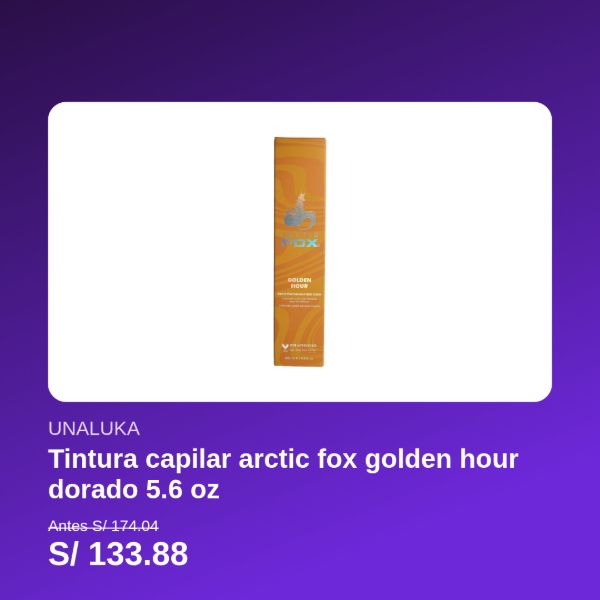 FOX
GOLDEN
HOUR
UNALUKA
Tintura capilar arctic fox golden hour
dorado 5.6 oz
Antes S/ 174.04
S/ 133.88